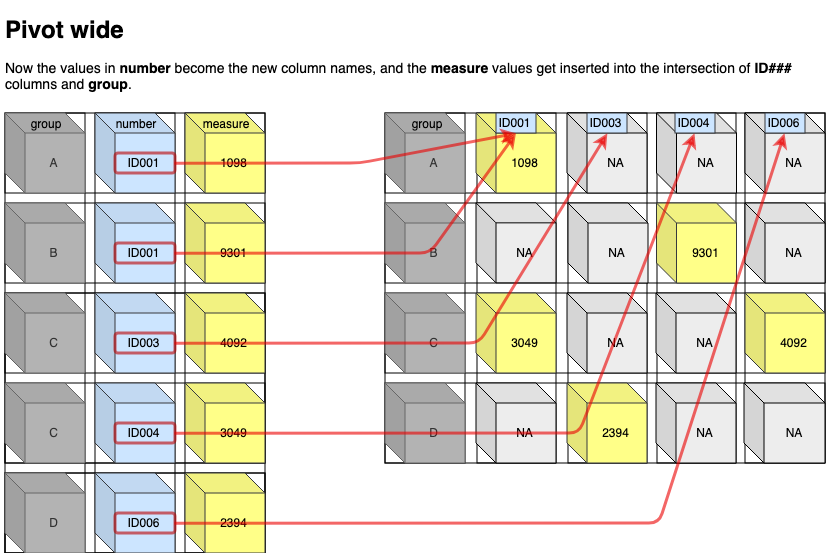 Pivot wide
Now the values in number become the new column names, and the measure values get inserted into the intersection of ID###
columns and group.
group number measure group ID001 ID003 ID004 ID006
A ID001 1098 A 1098 NA NA NA
B ID001 9301 B NA NA 9301 NA
C ID003 4092 C 3049 NA NA 4092
C ID004 3049 D NA 2394 NA NA
D ID006 2394